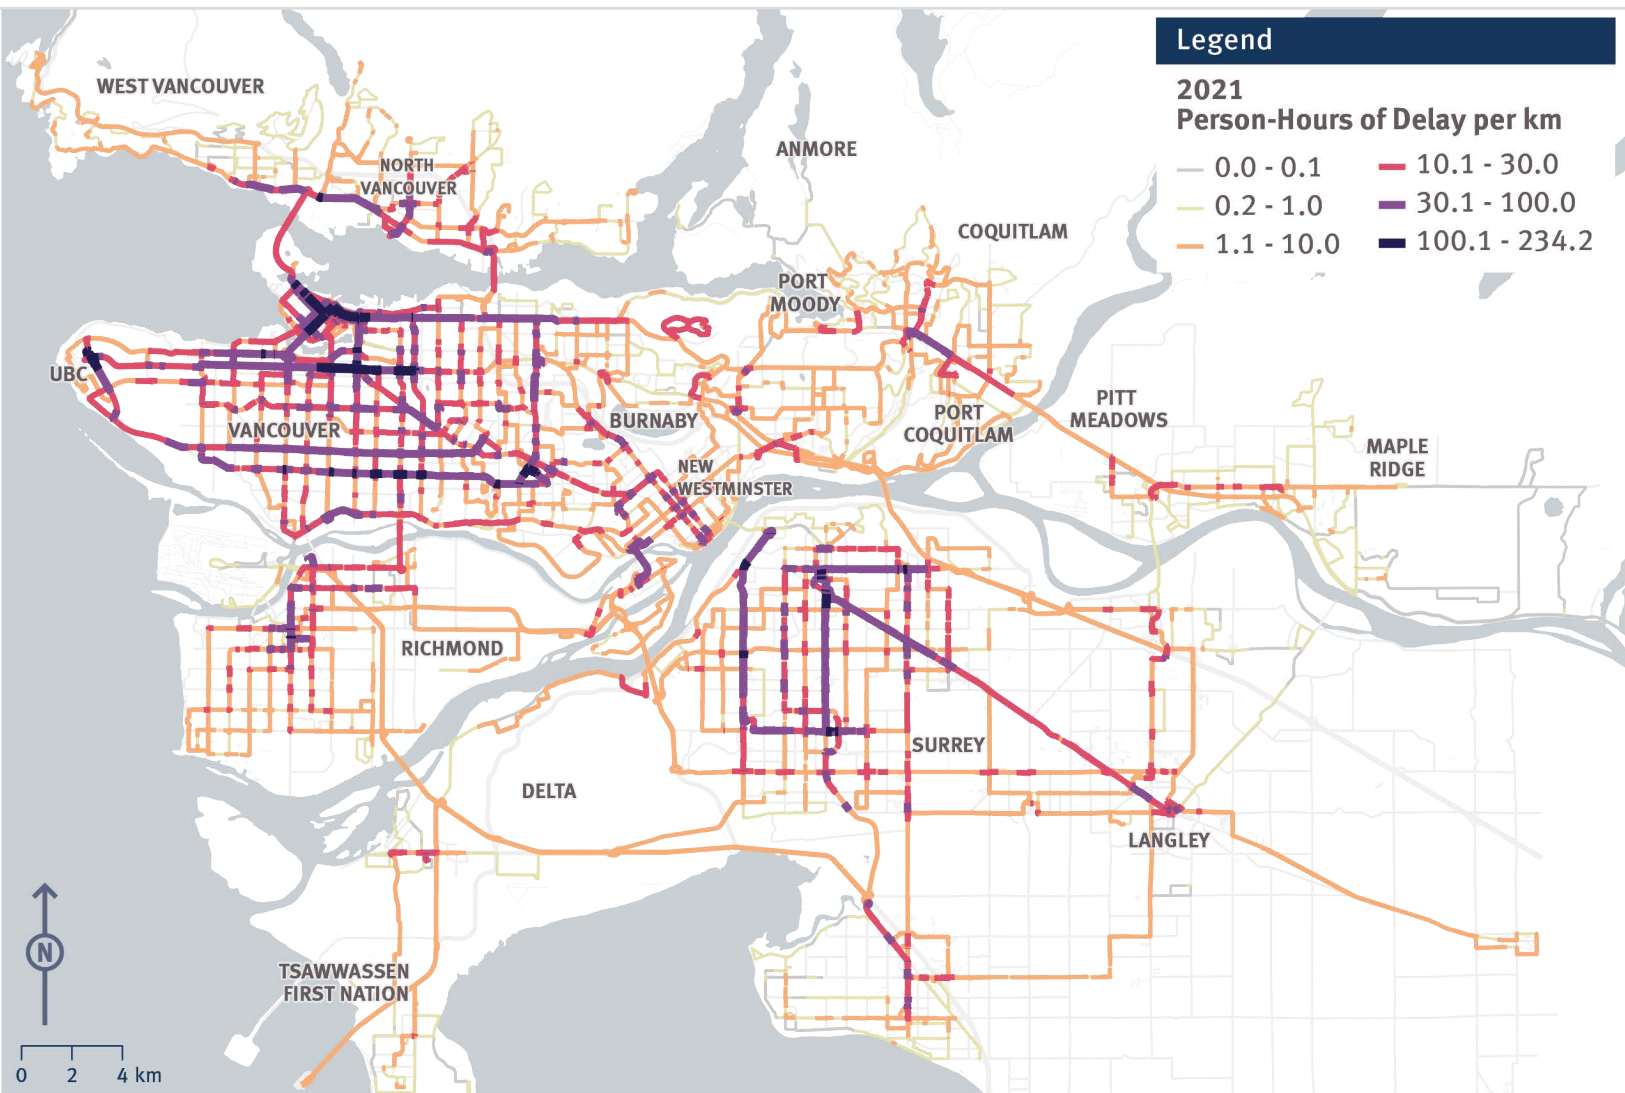 Legend
2021
Person-Hours of Delay per km
0.0 - 0.1
0.2 - 1.0
1.1 - 10.0
10.1 - 30.0
30.1 - 100.0
100.1 - 234.2
WEST VANCOUVER
NORTH
VANCOUVER
ANMORE
COQUITLAM
PORT
MOODY
UBC
VANCOUVER
BURNABY
PORT
COQUITLAM
PITT
MEADOWS
MAPLE
RIDGE
NEW
WESTMINSTER
RICHMOND
SURREY
DELTA
LANGLEY
TSAWWASSEN
FIRST NATION
N
0 2 4 km